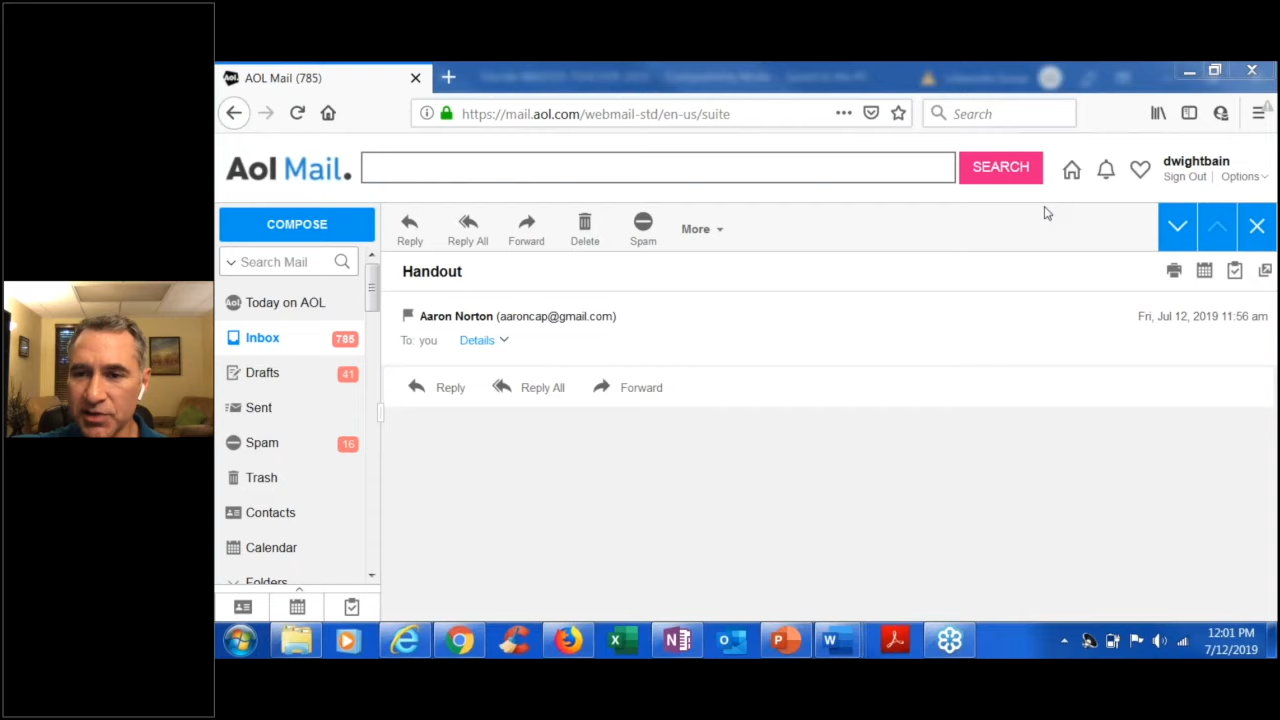 AOL Mail (785)
https://mail.aol.com/webmail-std/en-us/suite
Search
Aol Mail.
SEARCH
dwightbain
Sign Out | Options
COMPOSE
Reply
Reply All
Forward
Delete
Spam
More
Search Mail
Handout
Today on AOL
Aaron Norton (aaroncap@gmail.com)
Fri, Jul 12, 2019 11:56 am
Inbox
785
To: you
Details
Drafts
41
Reply
Reply All
Forward
Sent
Spam
16
Trash
Contacts
Calendar
Folders
12:01 PM
7/12/2019